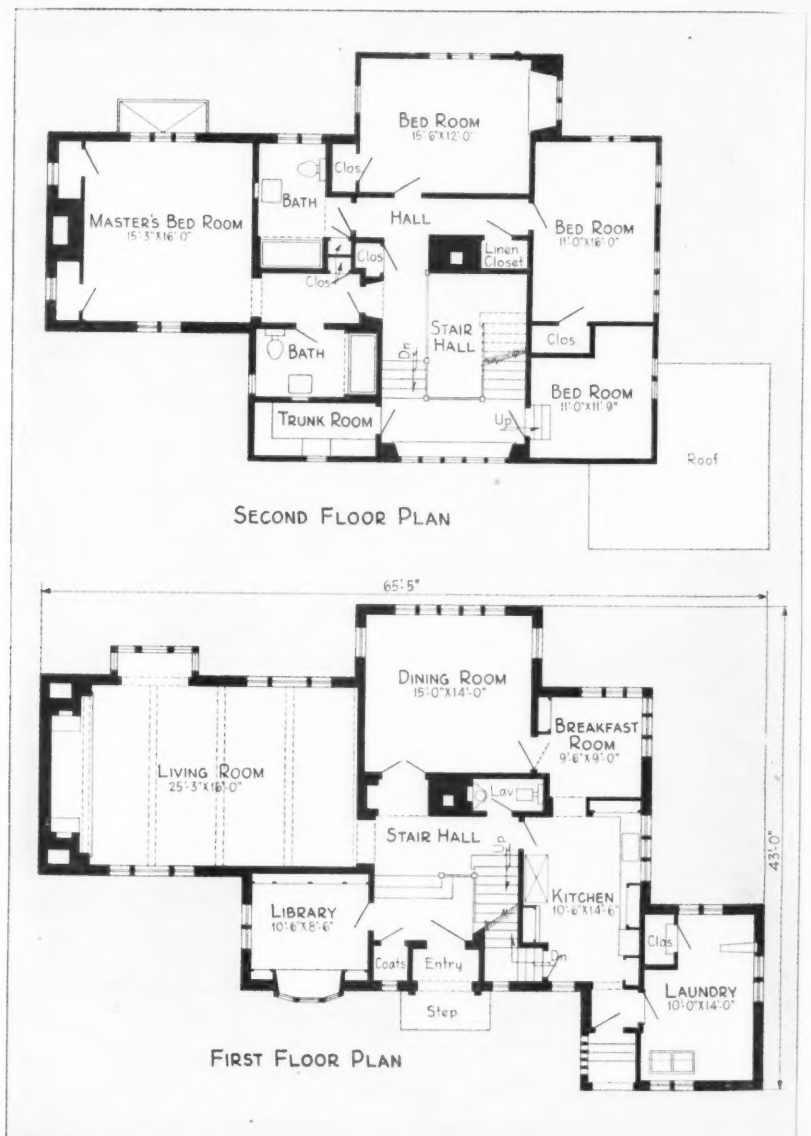 BED ROOM
15'-6"X12'-0"
Clos.
BATH
MASTER'S BED ROOM
15'-3"X16'-0"
HALL
BED ROOM
11'-0"X16'-0"
Clos
Linen
Closet
Clos
STAIR
HALL
Dn
Clos.
BATH
BED ROOM
11'-0"X11'-9"
TRUNK ROOM
Up
Roof
SECOND FLOOR PLAN
65'-5"
DINING ROOM
15'-0"X14'-0"
BREAKFAST
ROOM
9'-6"X9'-0"
LIVING ROOM
25'-3"X16'-0"
Lav.
STAIR HALL
Up
43'-0"
KITCHEN
10'-6"X14'-6"
LIBRARY
10'-6"X8'-6"
Clos.
Coats
Entry
Dn
LAUNDRY
10'-0"X14'-0"
Step
FIRST FLOOR PLAN